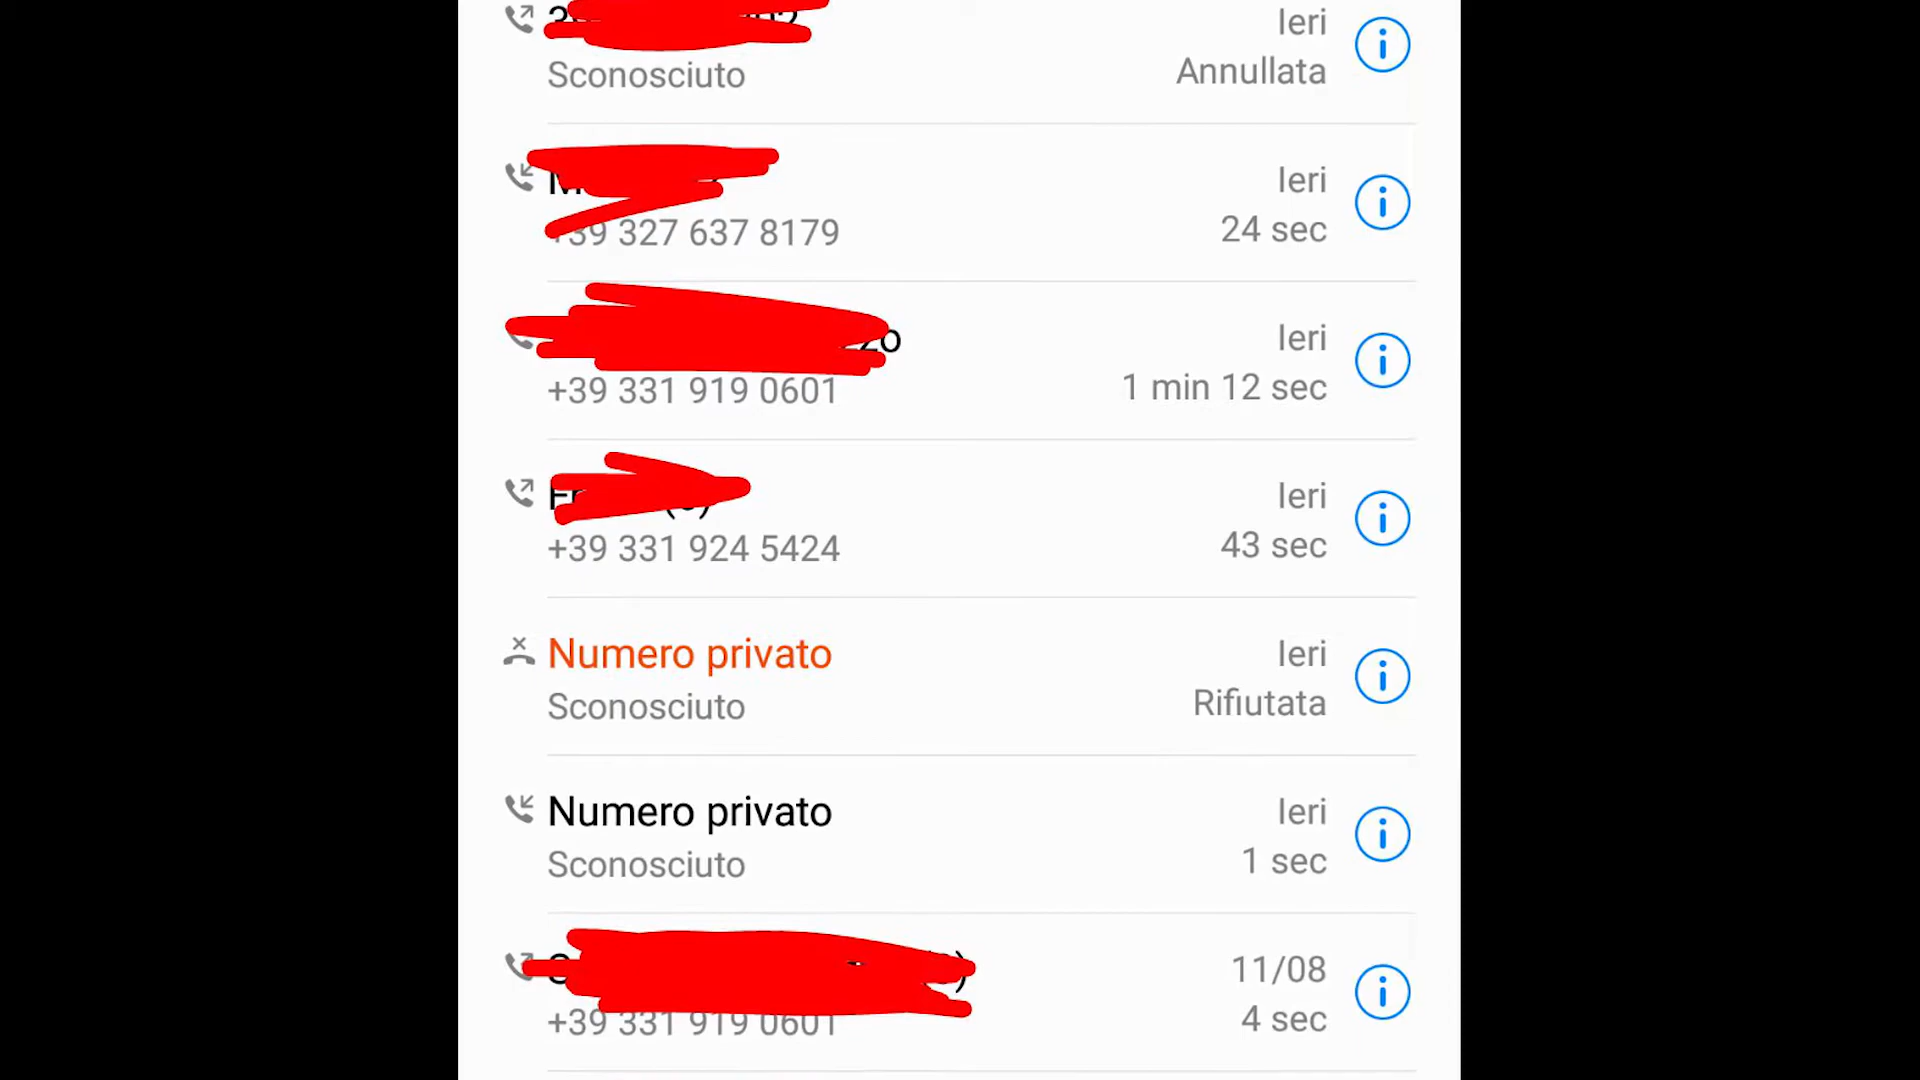 Ieri
Sconosciuto
Annullata
Ieri
+39 327 637 8179
24 sec
Ieri
+39 331 919 0601
1 min 12 sec
Ieri
+39 331 924 5424
43 sec
Numero privato
Ieri
Sconosciuto
Rifiutata
Numero privato
Ieri
Sconosciuto
1 sec
11/08
+39 331 919 0601
4 sec